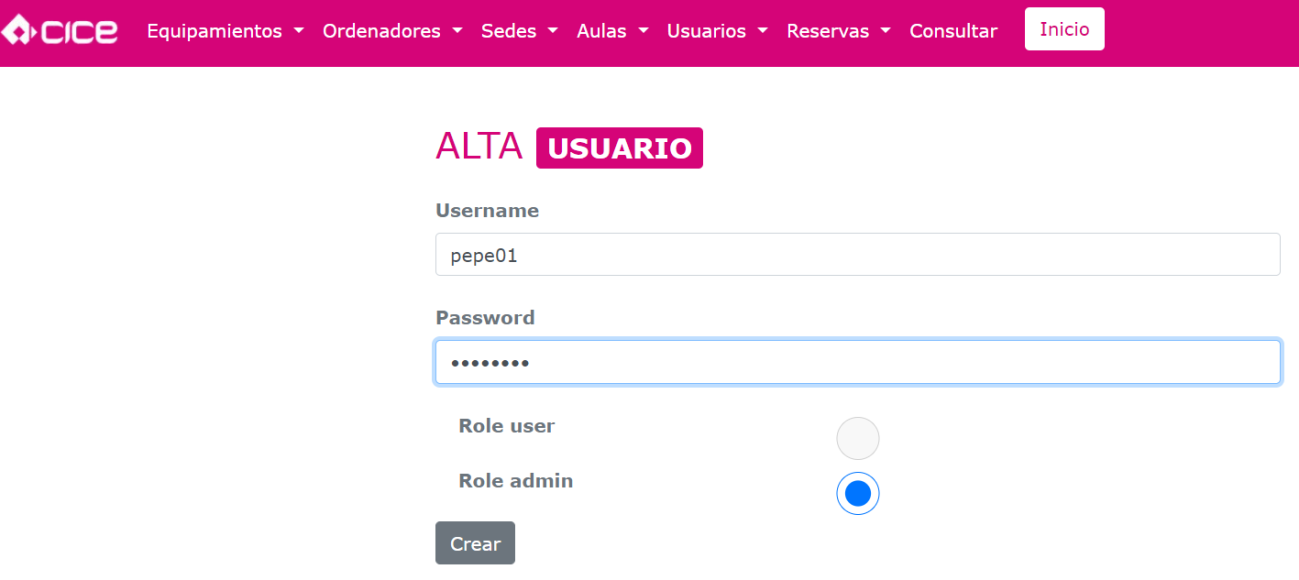 CICE Equipamientos Ordenadores Sedes Aulas Usuarios Reservas Consultar Inicio
ALTA USUARIO
Username
pepe01
Password
••••••••
Role user
Role admin
Crear